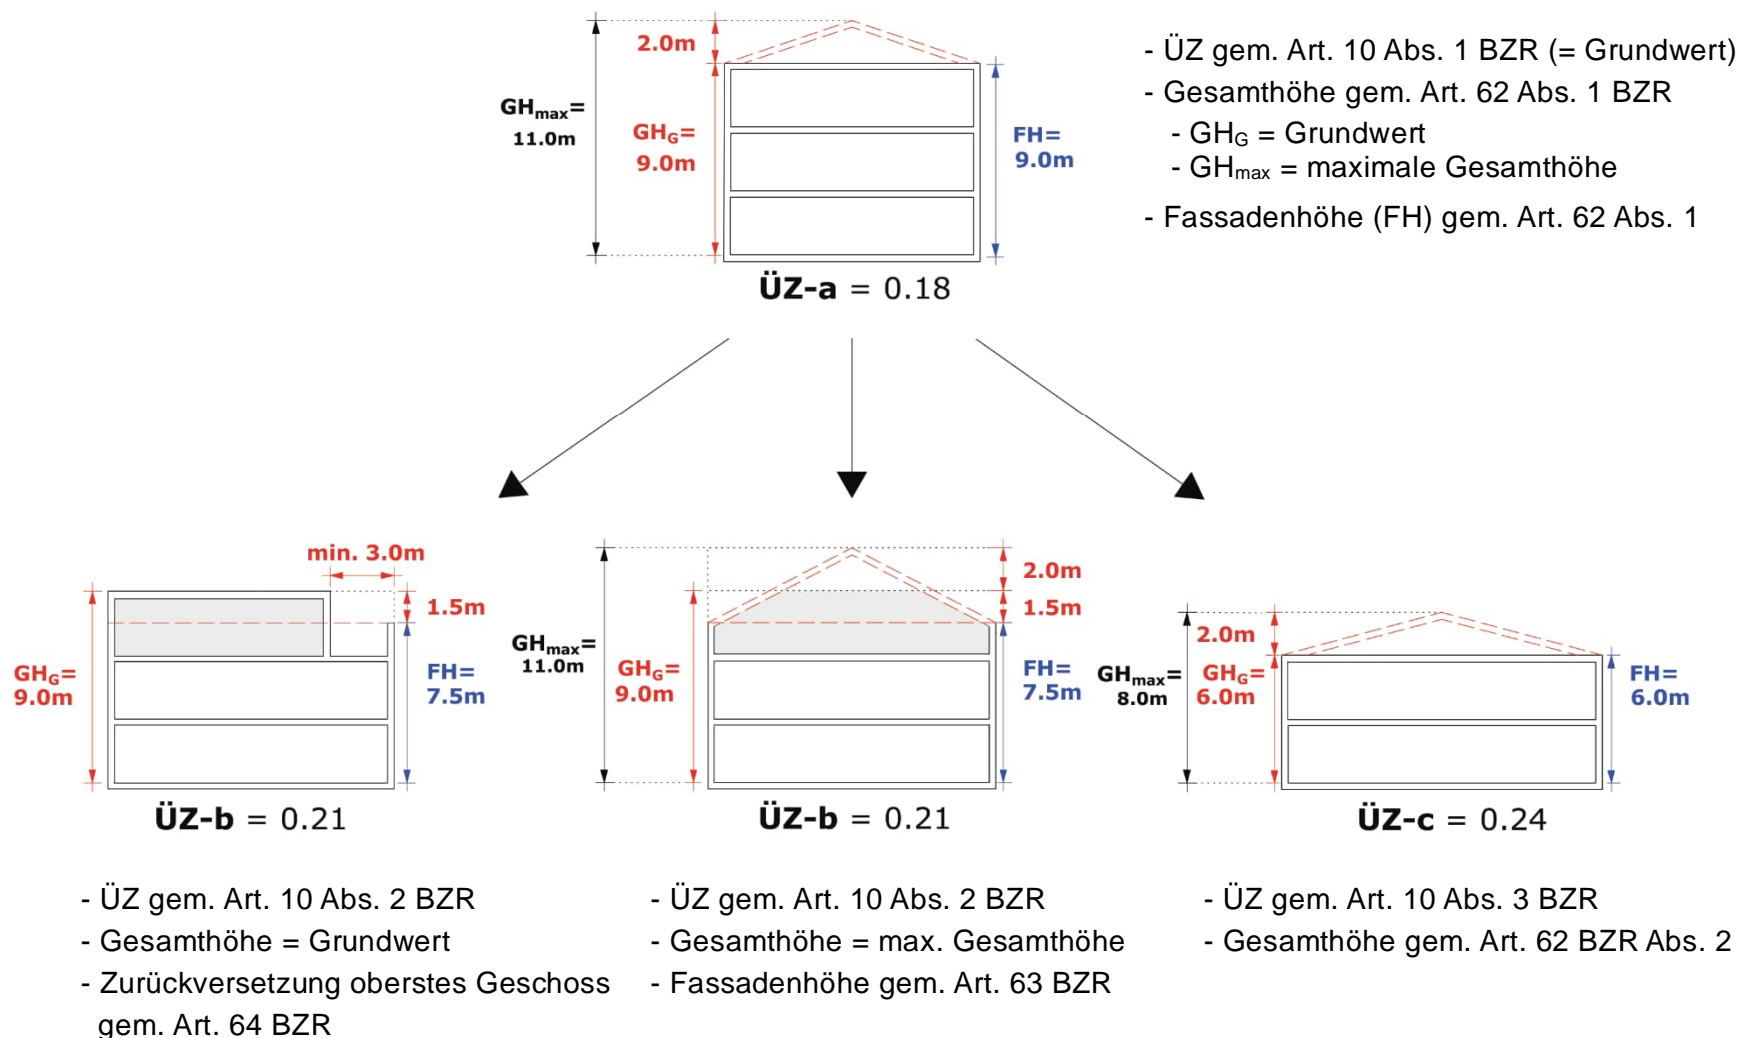 2.0m
GHmax=
11.0m
GHG=
9.0m
FH=
9.0m
ÜZ-a = 0.18
- ÜZ gem. Art. 10 Abs. 1 BZR (= Grundwert)
- Gesamthöhe gem. Art. 62 Abs. 1 BZR
- GHG = Grundwert
- GHmax = maximale Gesamthöhe
- Fassadenhöhe (FH) gem. Art. 62 Abs. 1
min. 3.0m
1.5m
GHG=
9.0m
FH=
7.5m
ÜZ-b = 0.21
- ÜZ gem. Art. 10 Abs. 2 BZR
- Gesamthöhe = Grundwert
- Zurückversetzung oberstes Geschoss
gem. Art. 64 BZR
2.0m
1.5m
GHmax=
11.0m
GHG=
9.0m
FH=
7.5m
ÜZ-b = 0.21
- ÜZ gem. Art. 10 Abs. 2 BZR
- Gesamthöhe = max. Gesamthöhe
- Fassadenhöhe gem. Art. 63 BZR
2.0m
GHmax=
8.0m
GHG=
6.0m
FH=
6.0m
ÜZ-c = 0.24
- ÜZ gem. Art. 10 Abs. 3 BZR
- Gesamthöhe gem. Art. 62 BZR Abs. 2